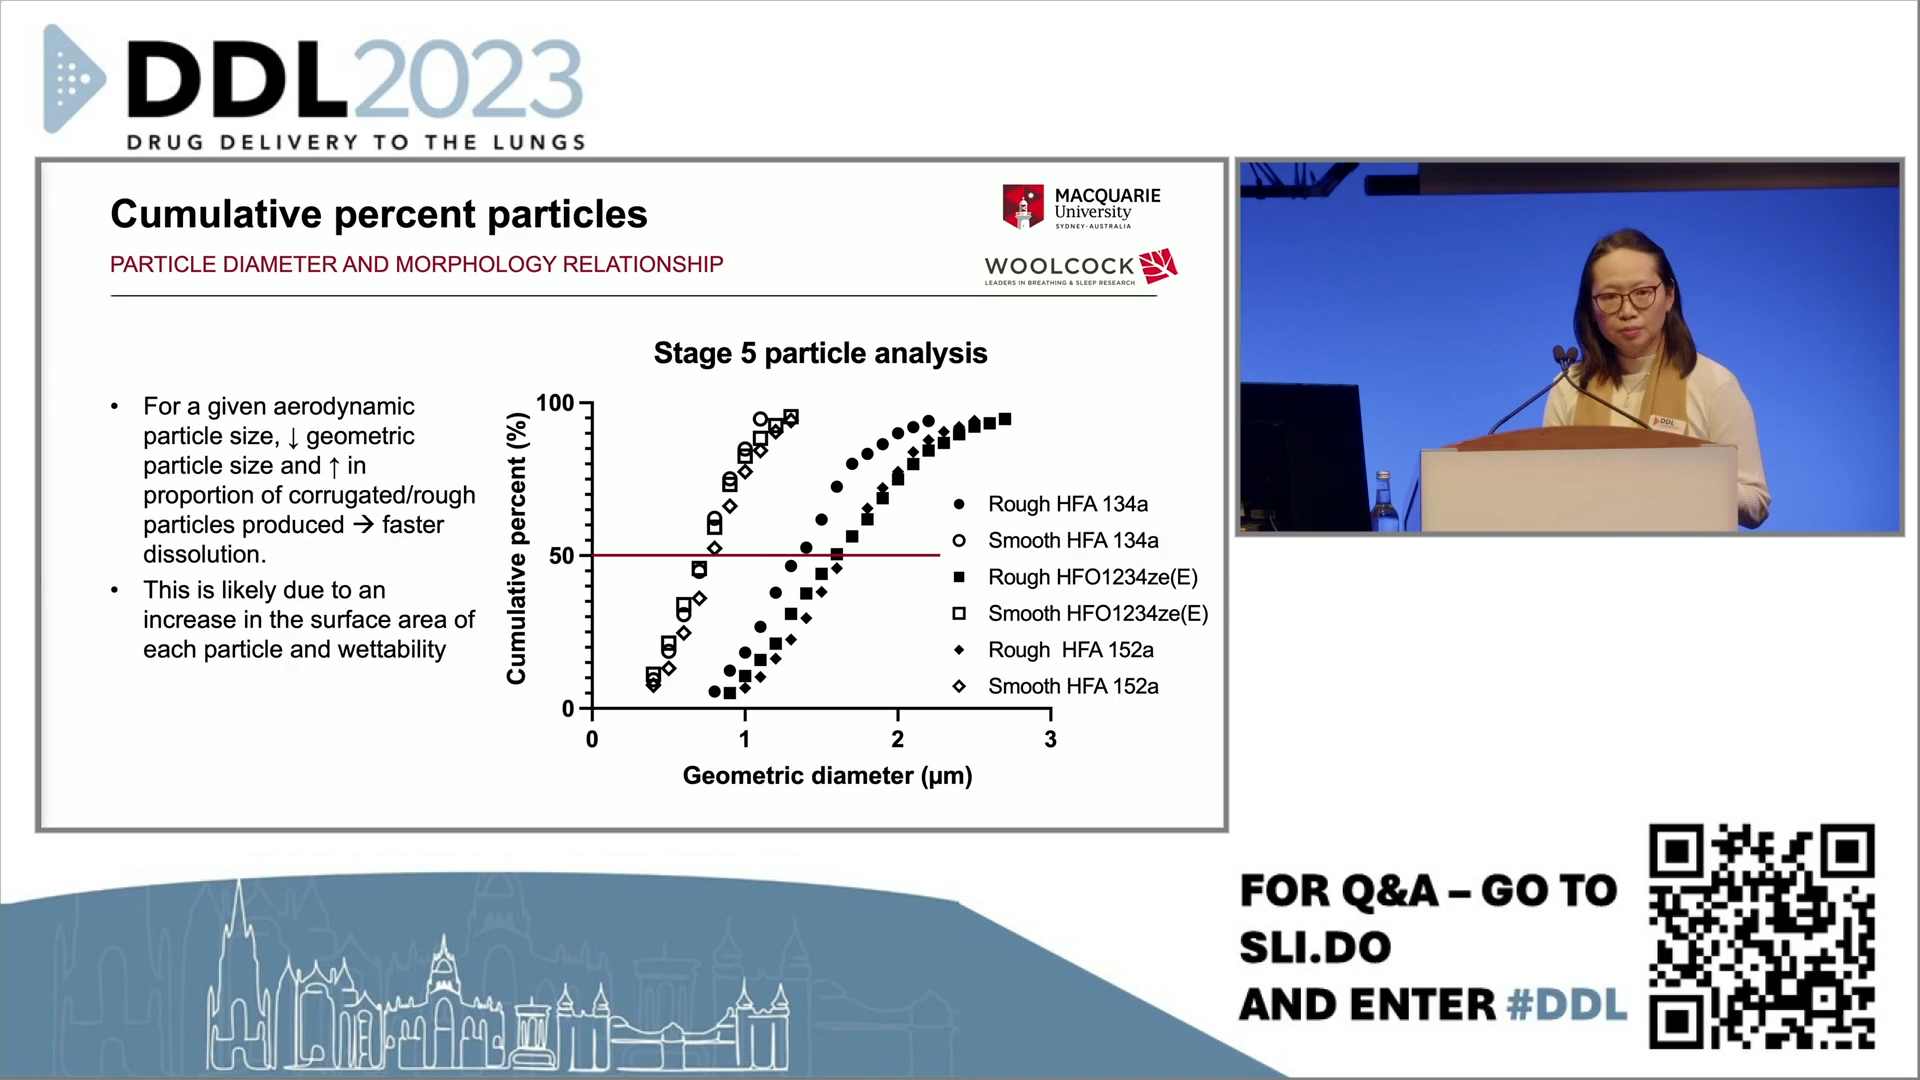 DDL2023
DRUG DELIVERY TO THE LUNGS
Cumulative percent particles
PARTICLE DIAMETER AND MORPHOLOGY RELATIONSHIP
MACQUARIE
University
SYDNEY·AUSTRALIA
WOOLCOCK
LEADERS IN BREATHING & SLEEP RESEARCH
• For a given aerodynamic
particle size, ↓ geometric
particle size and ↑ in
proportion of corrugated/rough
particles produced → faster
dissolution.
• This is likely due to an
increase in the surface area of
each particle and wettability
Stage 5 particle analysis
Cumulative percent (%)
100
50
0
0 1 2 3
Geometric diameter (µm)
Rough HFA 134a
Smooth HFA 134a
Rough HFO1234ze(E)
Smooth HFO1234ze(E)
Rough HFA 152a
Smooth HFA 152a
DDL
FOR Q&A – GO TO
SLI.DO
AND ENTER #DDL